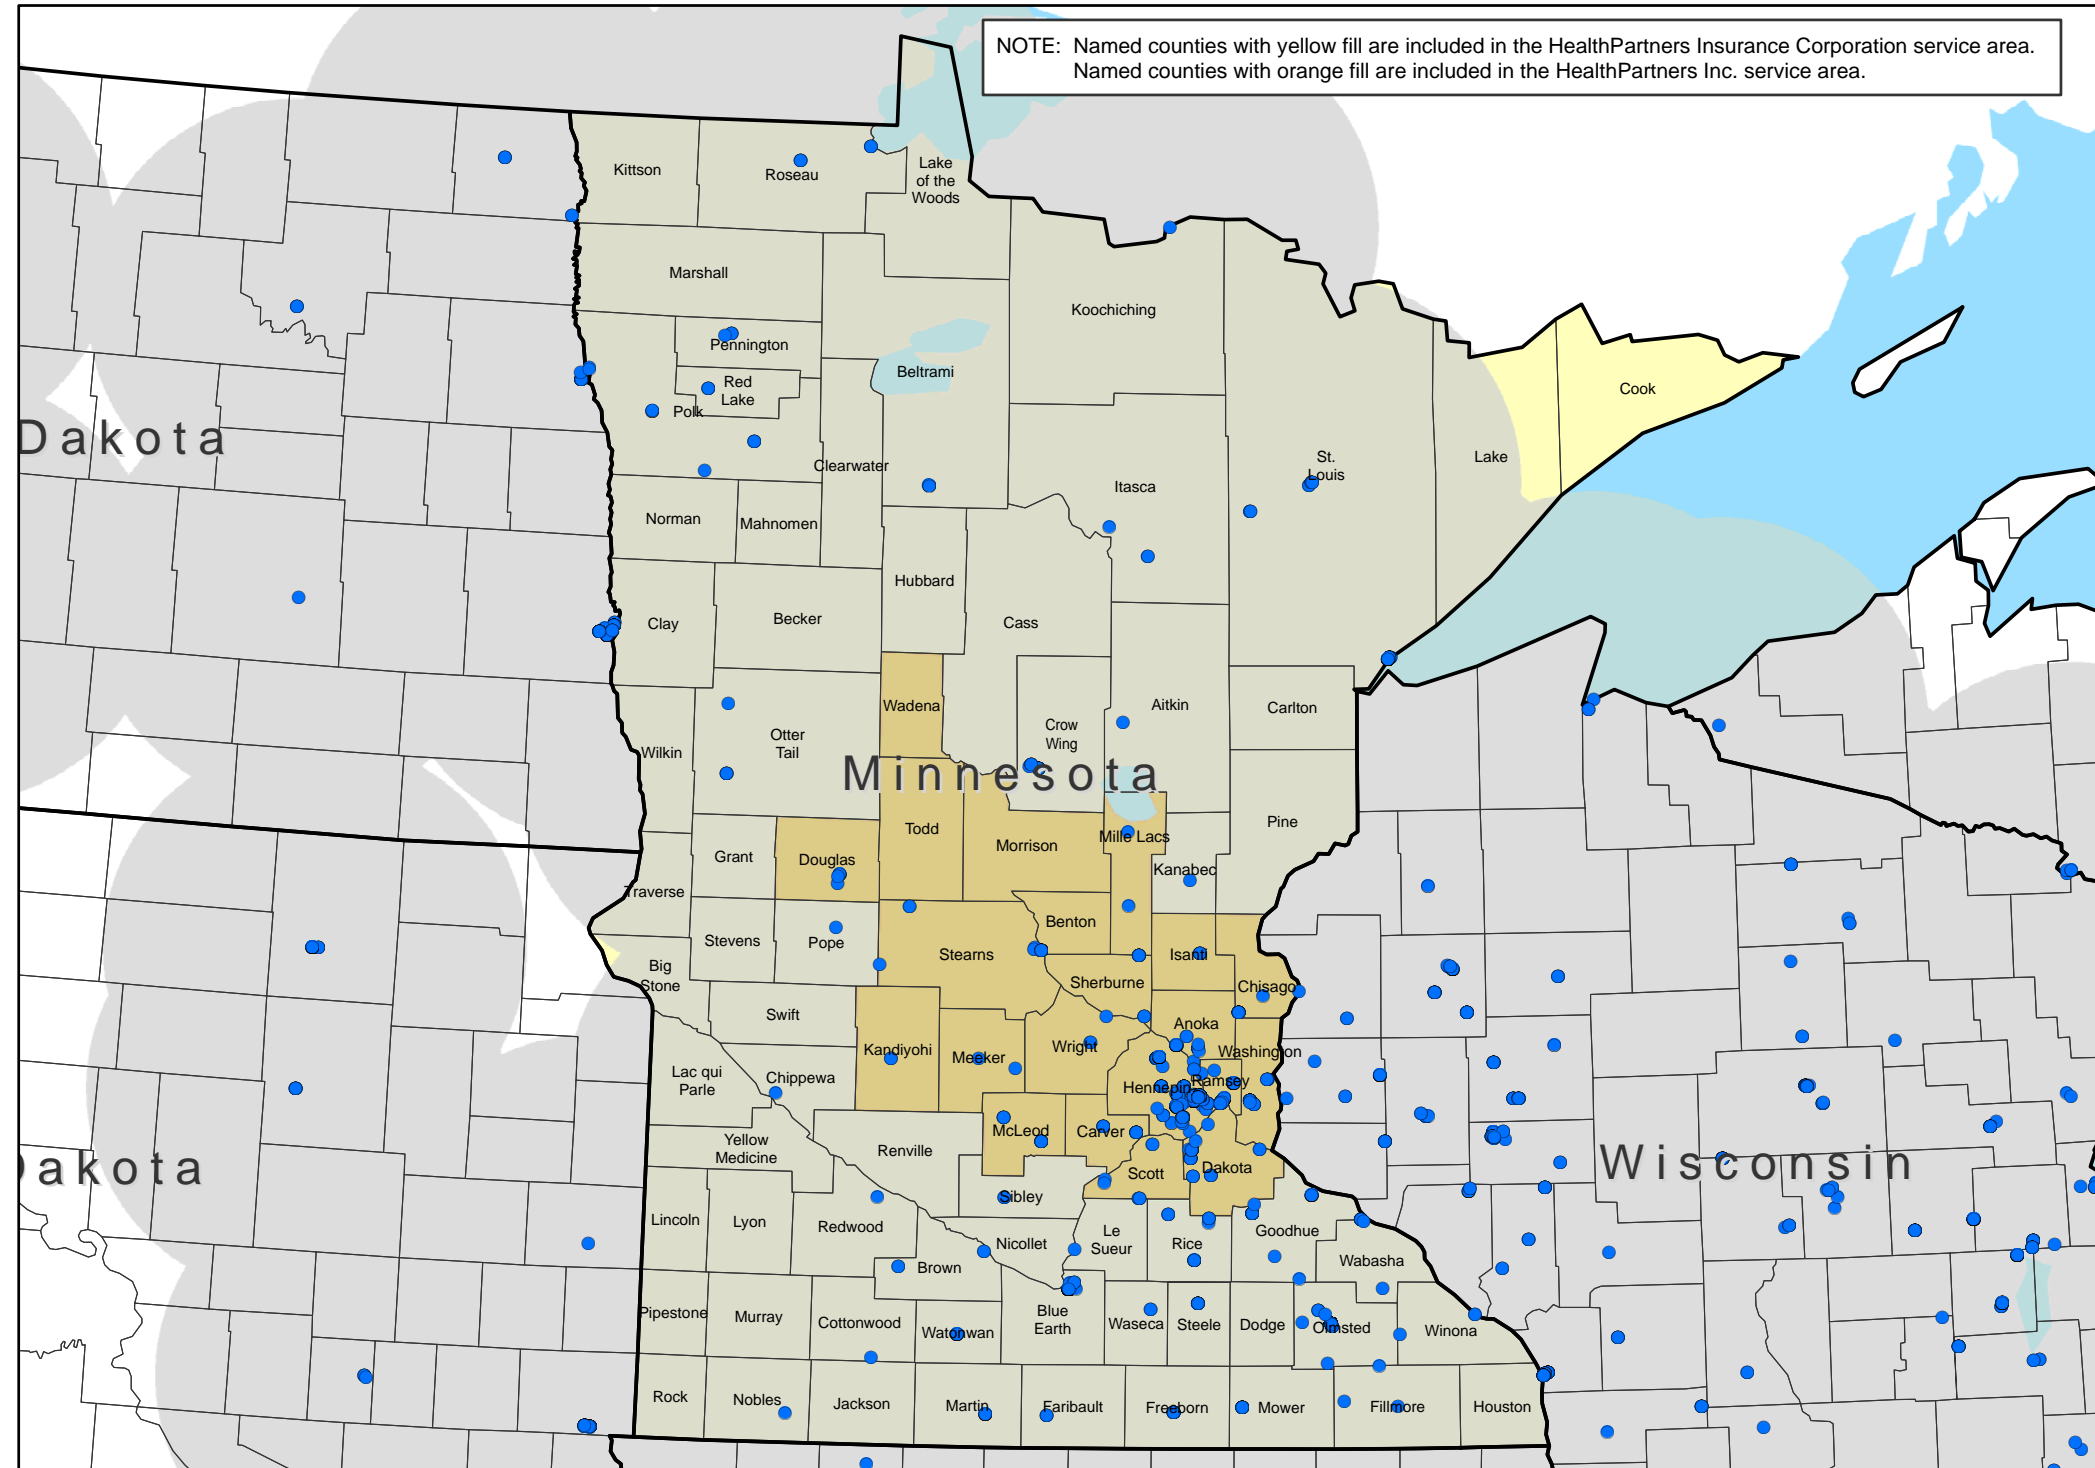 NOTE: Named counties with yellow fill are included in the HealthPartners Insurance Corporation service area.
Named counties with orange fill are included in the HealthPartners Inc. service area.
Kittson
Roseau
Lake
of the
Woods
Marshall
Koochiching
Pennington
Beltrami
Red
Lake
Polk
Cook
Dakota
Clearwater
St.
Louis
Lake
Itasca
Norman
Mahnomen
Hubbard
Clay
Becker
Cass
Wadena
Aitkin
Carlton
Otter
Tail
Crow
Wing
Wilkin
Minnesota
Todd
Morrison
Mille Lacs
Pine
Grant
Douglas
Kanabec
Traverse
Benton
Stevens
Pope
Stearns
Isanti
Big
Stone
Sherburne
Chisago
Swift
Anoka
Kandiyohi
Meeker
Wright
Washington
Lac qui
Parle
Chippewa
Hennepin
Ramsey
McLeod
Carver
Yellow
Medicine
Renville
Scott
Dakota
Wisconsin
Dakota
Sibley
Lincoln
Lyon
Redwood
Nicollet
Le
Sueur
Rice
Goodhue
Brown
Wabasha
Pipestone
Murray
Cottonwood
Watonwan
Blue
Earth
Waseca
Steele
Dodge
Olmsted
Winona
Rock
Nobles
Jackson
Martin
Faribault
Freeborn
Mower
Fillmore
Houston